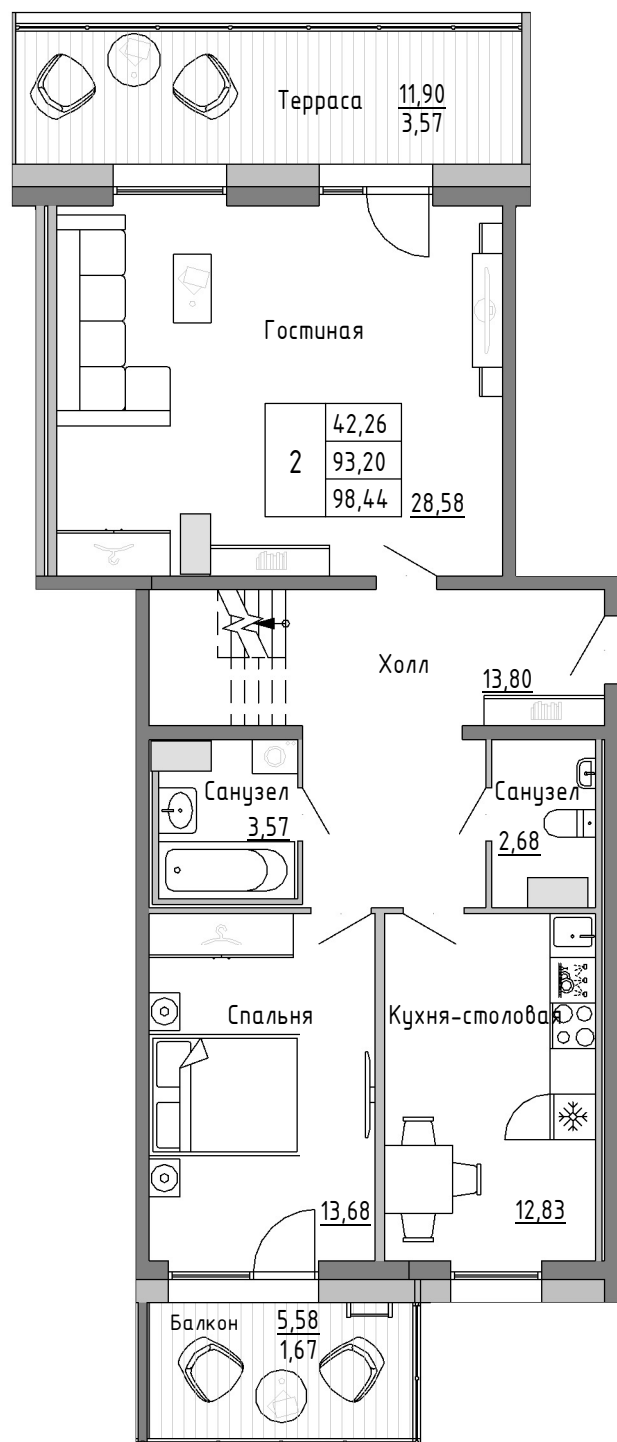 Терраса
11,90
3,57
Гостиная
2
42,26
93,20
98,44
28,58
Холл
13,80
Санузел
3,57
Санузел
2,68
Спальня
Кухня-столовая
13,68
12,83
Балкон
5,58
1,67